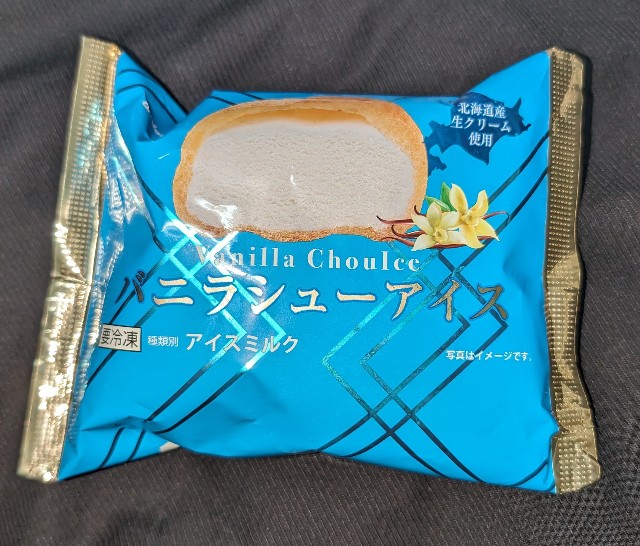 北海道産
生クリーム
使用
Vanilla ChouIce
バニラシューアイス
要冷凍 種類別 アイスミルク
写真はイメージです。